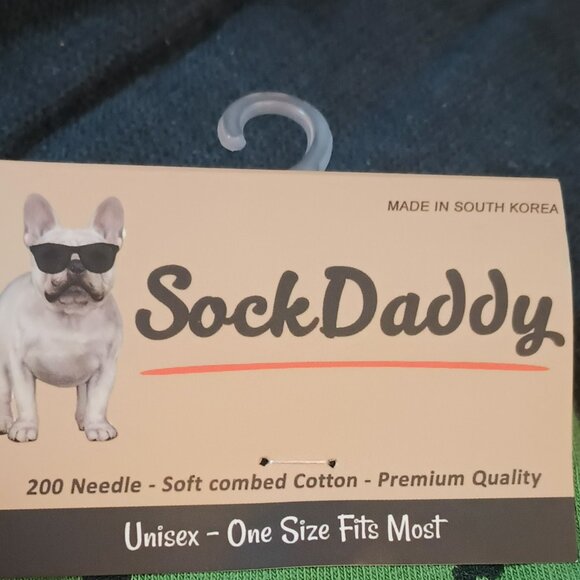 MADE IN SOUTH KOREA
SockDaddy
200 Needle - Soft combed Cotton - Premium Quality
Unisex - One Size Fits Most